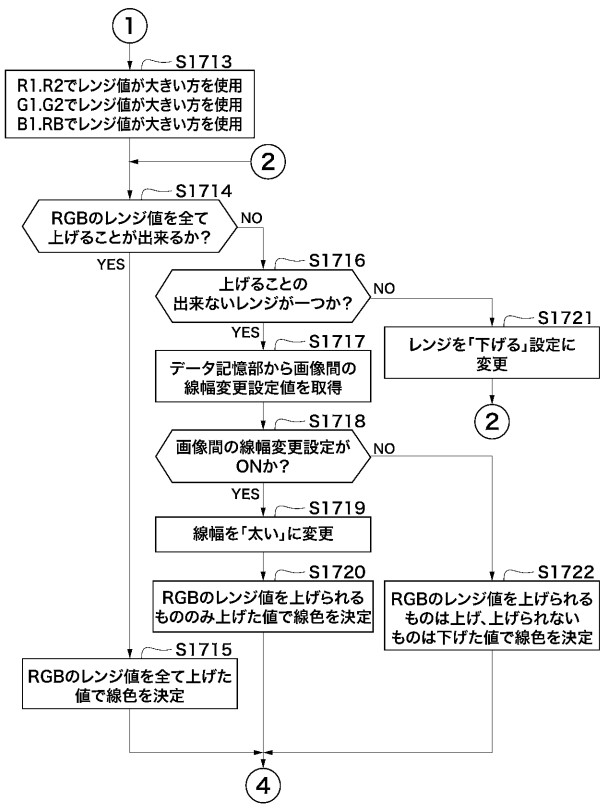 1
S1713
R1.R2でレンジ値が大きい方を使用
G1.G2でレンジ値が大きい方を使用
B1.RBでレンジ値が大きい方を使用
2
S1714
RGBのレンジ値を全て
上げることが出来るか?
NO
YES
S1716
上げることの
出来ないレンジが一つか?
NO
YES
S1721
レンジを「下げる」設定に
変更
2
S1717
データ記憶部から画像間の
線幅変更設定値を取得
S1718
画像間の線幅変更設定が
ONか?
NO
YES
S1719
線幅を「太い」に変更
S1720
RGBのレンジ値を上げられる
もののみ上げた値で線色を決定
S1722
RGBのレンジ値を上げられる
ものは上げ、上げられない
ものは下げた値で線色を決定
S1715
RGBのレンジ値を全て上げた
値で線色を決定
4